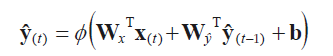 ŷ(t) = ϕ(Wₓᵀx(t) + Wŷᵀŷ(t−1) + b)